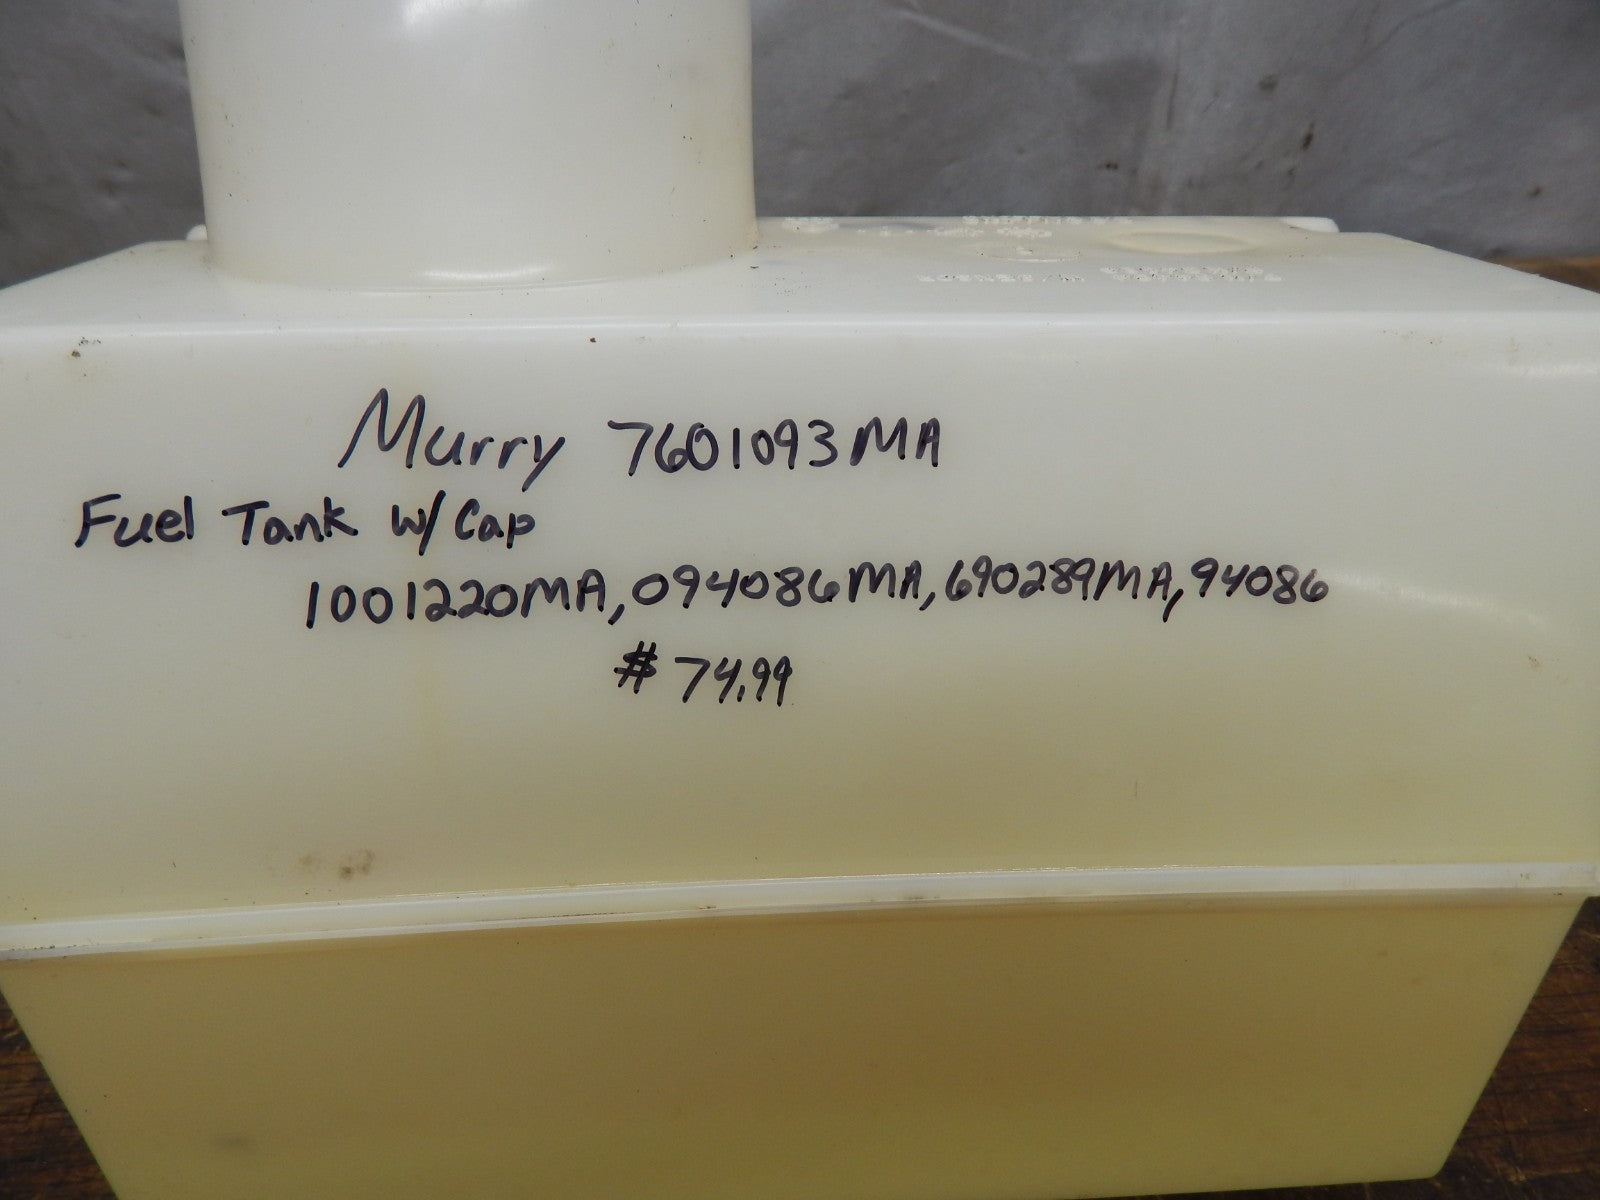 Murry 7601093MA
Fuel Tank w/ Cap
1001220MA, 094086MA, 690289MA, 94086
# 74.99